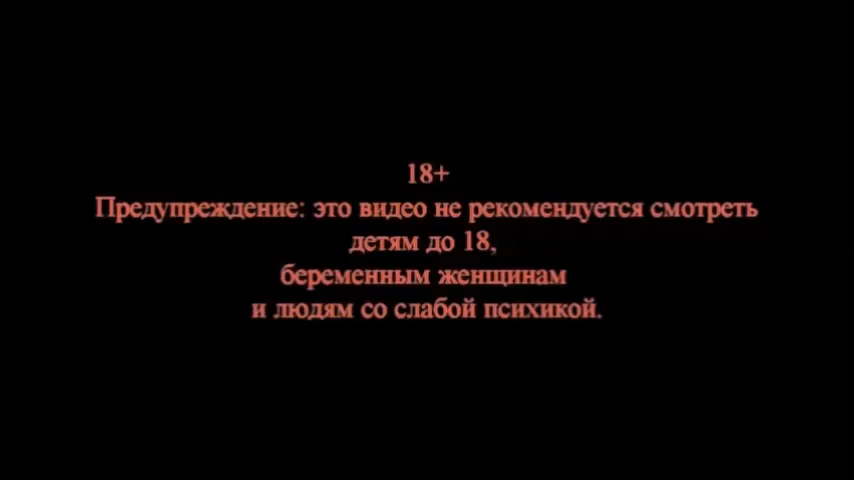 18+
Предупреждение: это видео не рекомендуется смотреть
детям до 18,
беременным женщинам
и людям со слабой психикой.